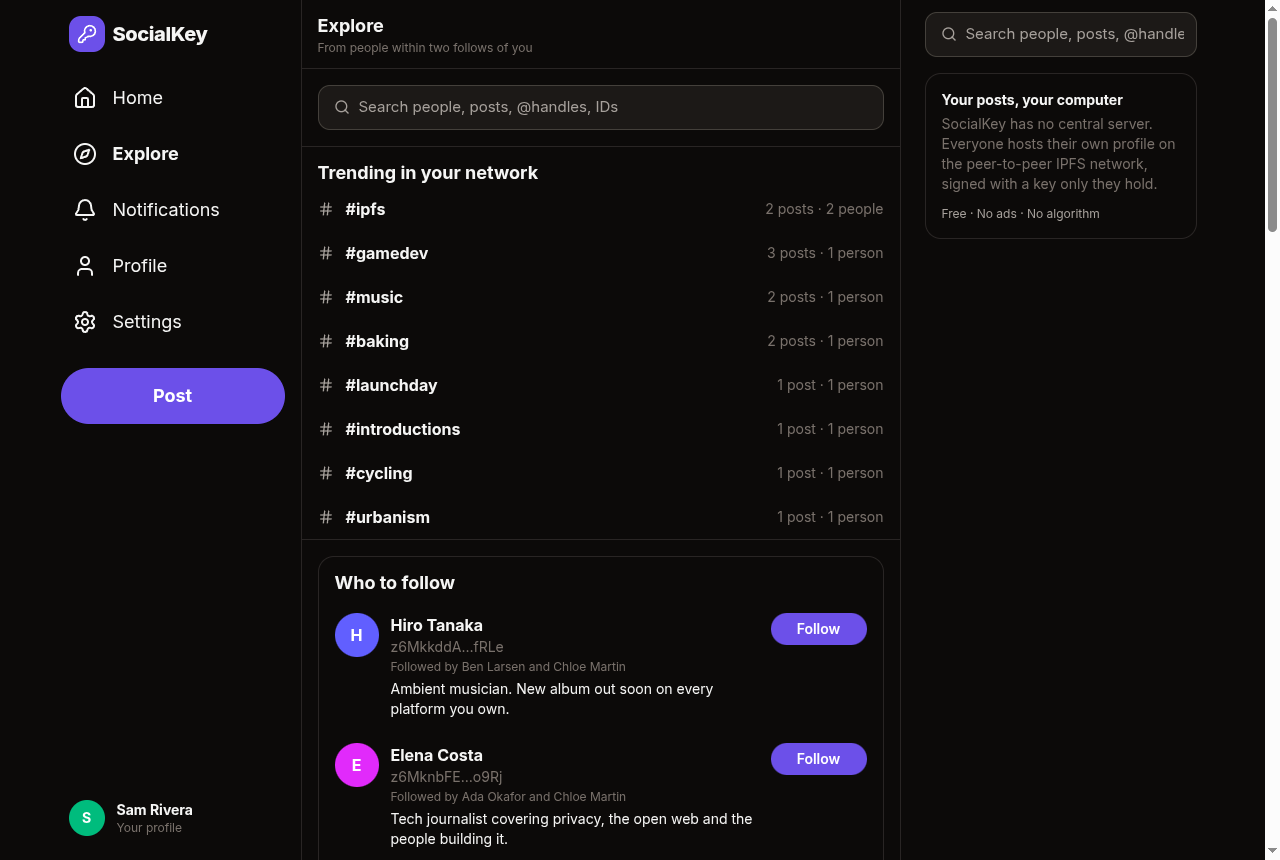 SocialKey
Home
Explore
Notifications
Profile
Settings
Post
Sam Rivera
Your profile
Explore
From people within two follows of you
Search people, posts, @handles, IDs
Trending in your network
#ipfs
2 posts · 2 people
#gamedev
3 posts · 1 person
#music
2 posts · 1 person
#baking
2 posts · 1 person
#launchday
1 post · 1 person
#introductions
1 post · 1 person
#cycling
1 post · 1 person
#urbanism
1 post · 1 person
Who to follow
H
Hiro Tanaka
z6MkkddA...fRLe
Followed by Ben Larsen and Chloe Martin
Ambient musician. New album out soon on every
platform you own.
Follow
E
Elena Costa
z6MknbFE...o9Rj
Followed by Ada Okafor and Chloe Martin
Tech journalist covering privacy, the open web and the
people building it.
Follow
S
Search people, posts, @handle
Your posts, your computer
SocialKey has no central server.
Everyone hosts their own profile on
the peer-to-peer IPFS network,
signed with a key only they hold.
Free · No ads · No algorithm